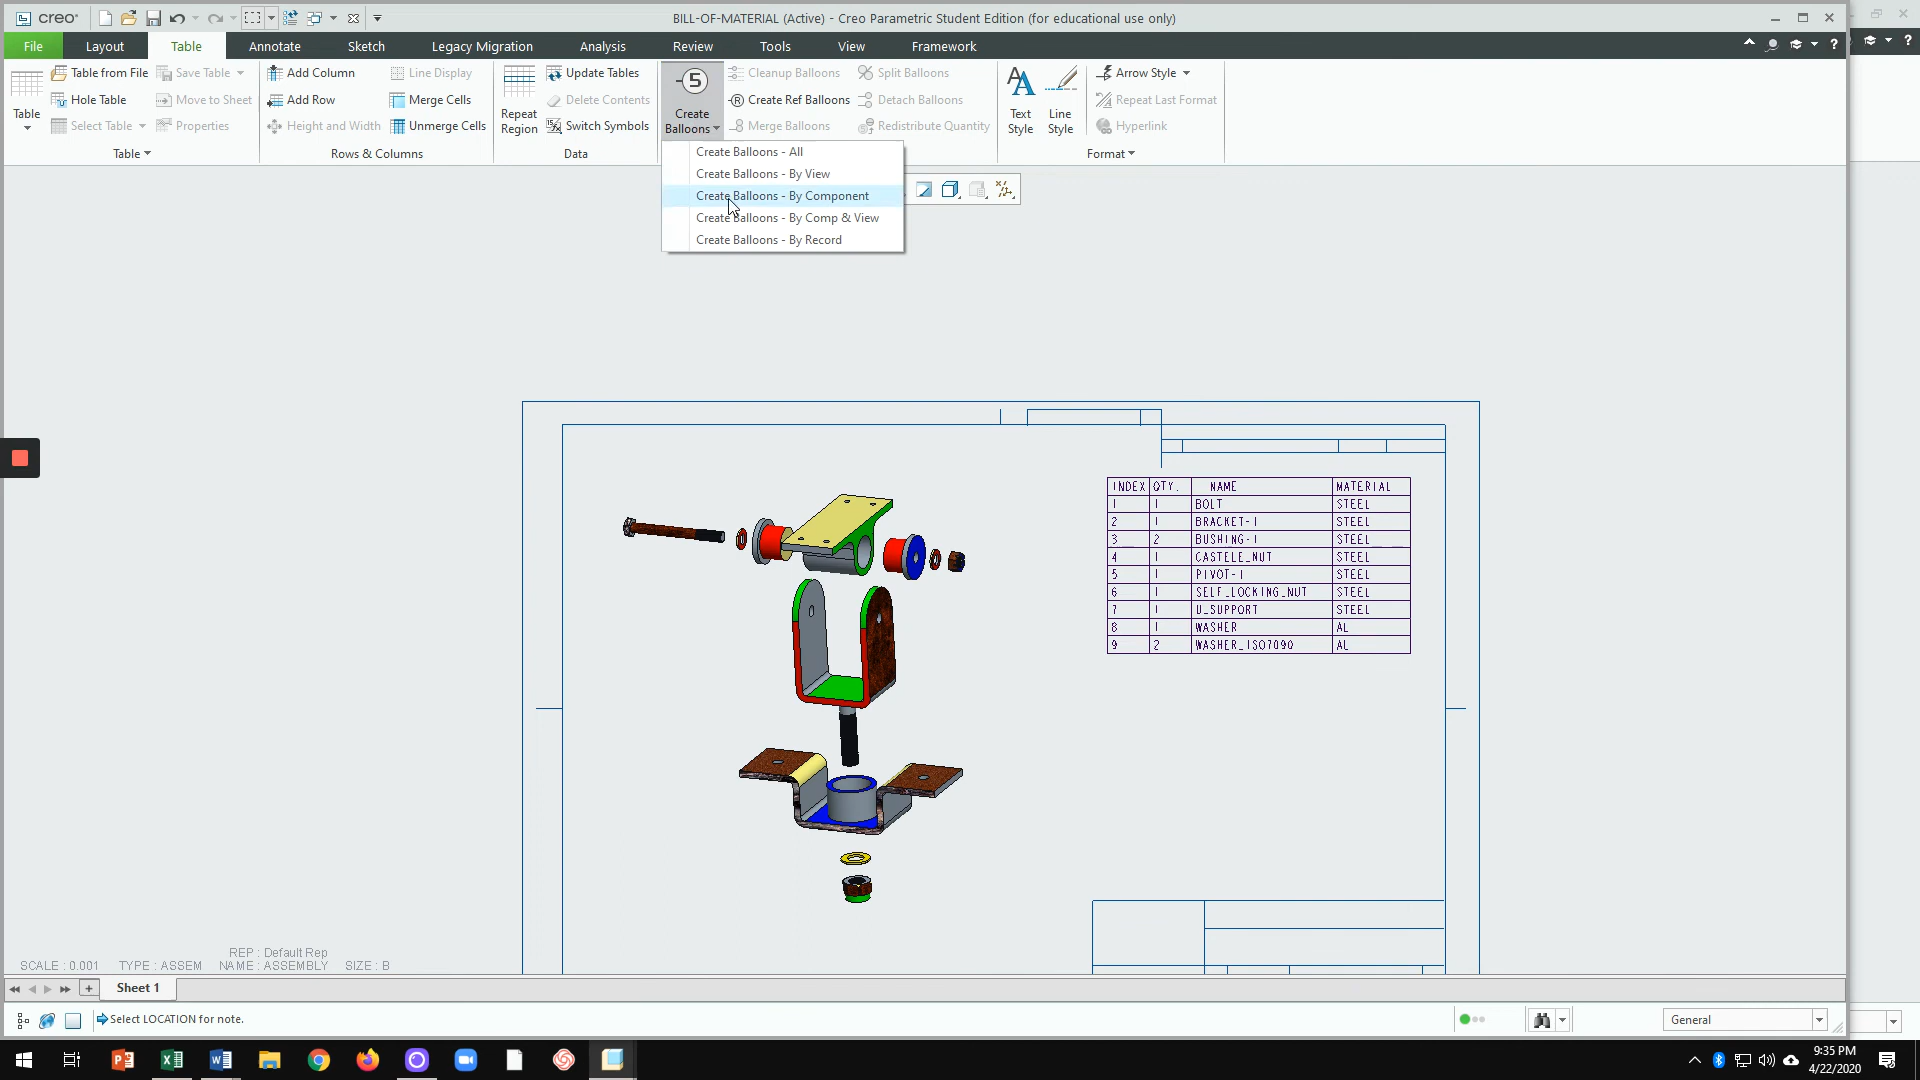 creo®
BILL-OF-MATERIAL (Active) - Creo Parametric Student Edition (for educational use only)
File Layout Table Annotate Sketch Legacy Migration Analysis Review Tools View Framework
Table
Table from File
Hole Table
Select Table
Save Table
Move to Sheet
Properties
Table
Add Column
Add Row
Height and Width
Line Display
Merge Cells
Unmerge Cells
Rows & Columns
Repeat
Region
Update Tables
Delete Contents
Switch Symbols
Data
5
Create
Balloons
Cleanup Balloons
Create Ref Balloons
Merge Balloons
Split Balloons
Detach Balloons
Redistribute Quantity
Text
Style
Line
Style
Arrow Style
Repeat Last Format
Hyperlink
Format
Create Balloons - All
Create Balloons - By View
Create Balloons - By Component
Create Balloons - By Comp & View
Create Balloons - By Record
INDEX QTY. NAME MATERIAL
1 1 BOLT STEEL
2 1 BRACKET-1 STEEL
3 2 BUSHING-1 STEEL
4 1 CASTELE_NUT STEEL
5 1 PIVOT-1 STEEL
6 1 SELF_LOCKING_NUT STEEL
7 1 U_SUPPORT STEEL
8 1 WASHER AL
9 2 WASHER_ISO7090 AL
REP : Default Rep
SCALE : 0.001 TYPE : ASSEM NAME : ASSEMBLY SIZE : B
Sheet 1
Select LOCATION for note.
General
9:35 PM
4/22/2020